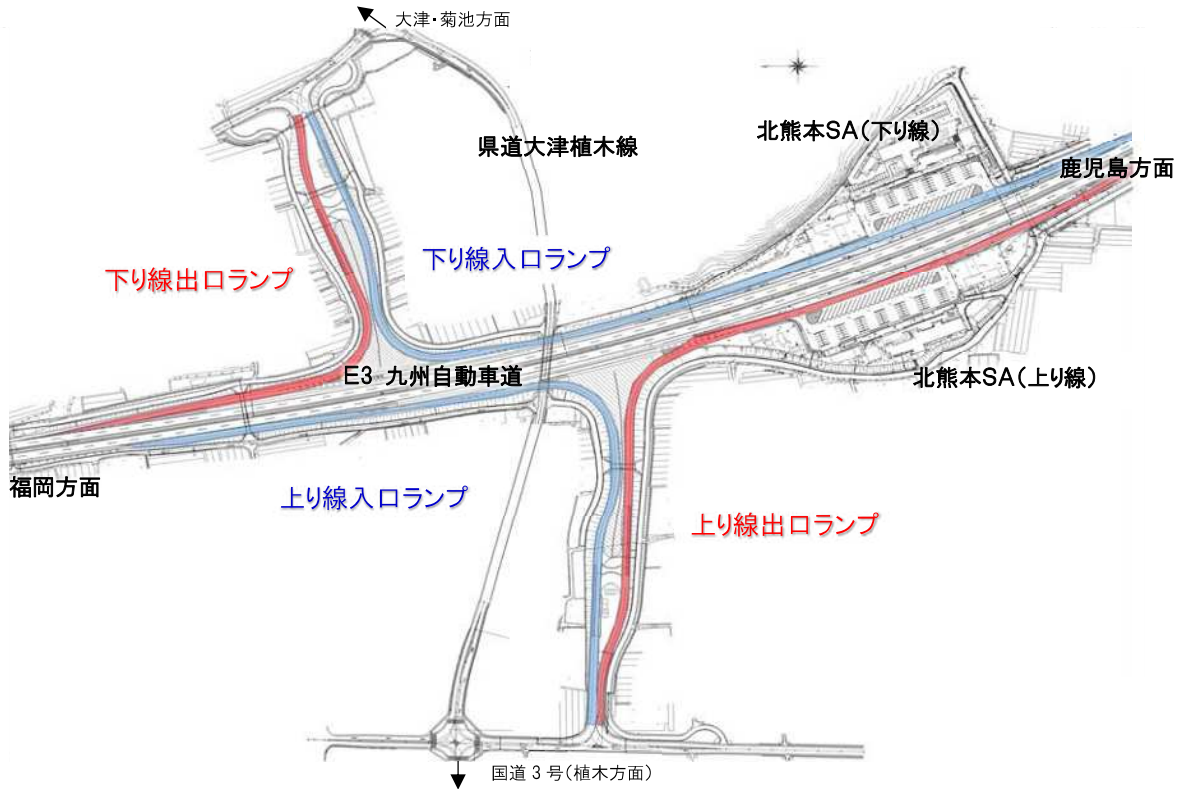 大津・菊池方面
県道大津植木線
北熊本SA(下り線)
鹿児島方面
下り線出口ランプ
下り線入口ランプ
E3 九州自動車道
北熊本SA(上り線)
福岡方面
上り線入口ランプ
上り線出口ランプ
国道3号(植木方面)